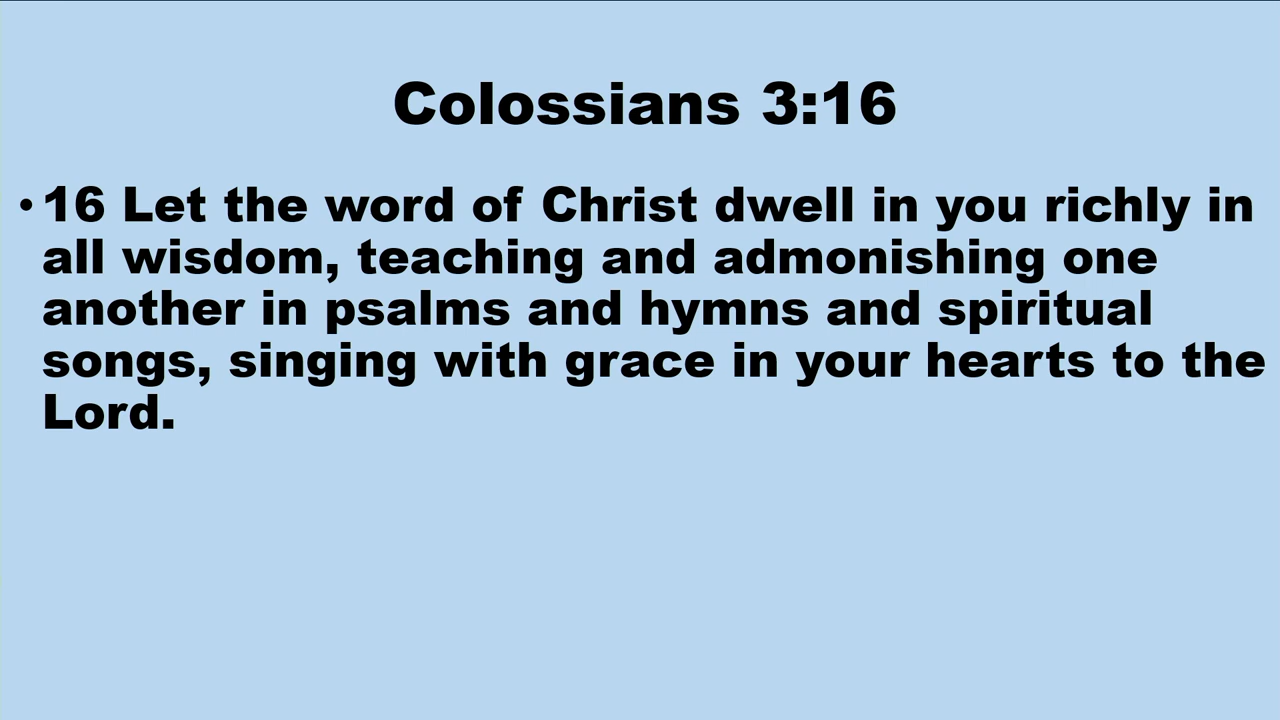 Colossians 3:16
• 16 Let the word of Christ dwell in you richly in
all wisdom, teaching and admonishing one
another in psalms and hymns and spiritual
songs, singing with grace in your hearts to the
Lord.